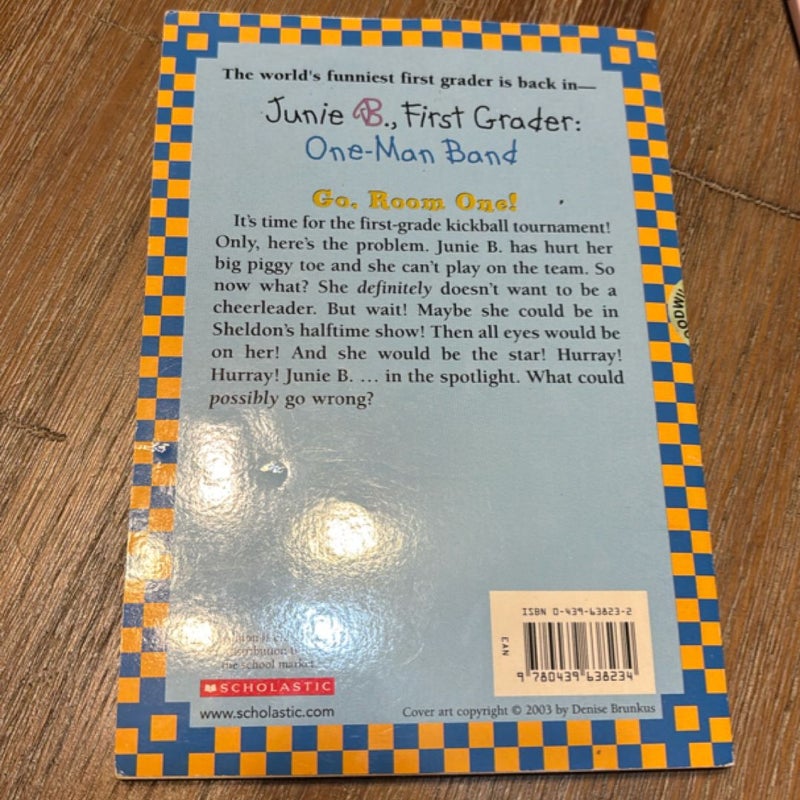 The world's funniest first grader is back in—
Junie B., First Grader:
One-Man Band
Go, Room One!
It's time for the first-grade kickball tournament!
Only, here's the problem. Junie B. has hurt her
big piggy toe and she can't play on the team. So
now what? She definitely doesn't want to be a
cheerleader. But wait! Maybe she could be in
Sheldon's halftime show! Then all eyes would be
on her! And she would be the star! Hurray!
Hurray! Junie B. ... in the spotlight. What could
possibly go wrong?
the school market.
SCHOLASTIC
www.scholastic.com
ISBN 0-439-63823-2
EAN
9 780439 638234
Cover art copyright © 2003 by Denise Brunkus